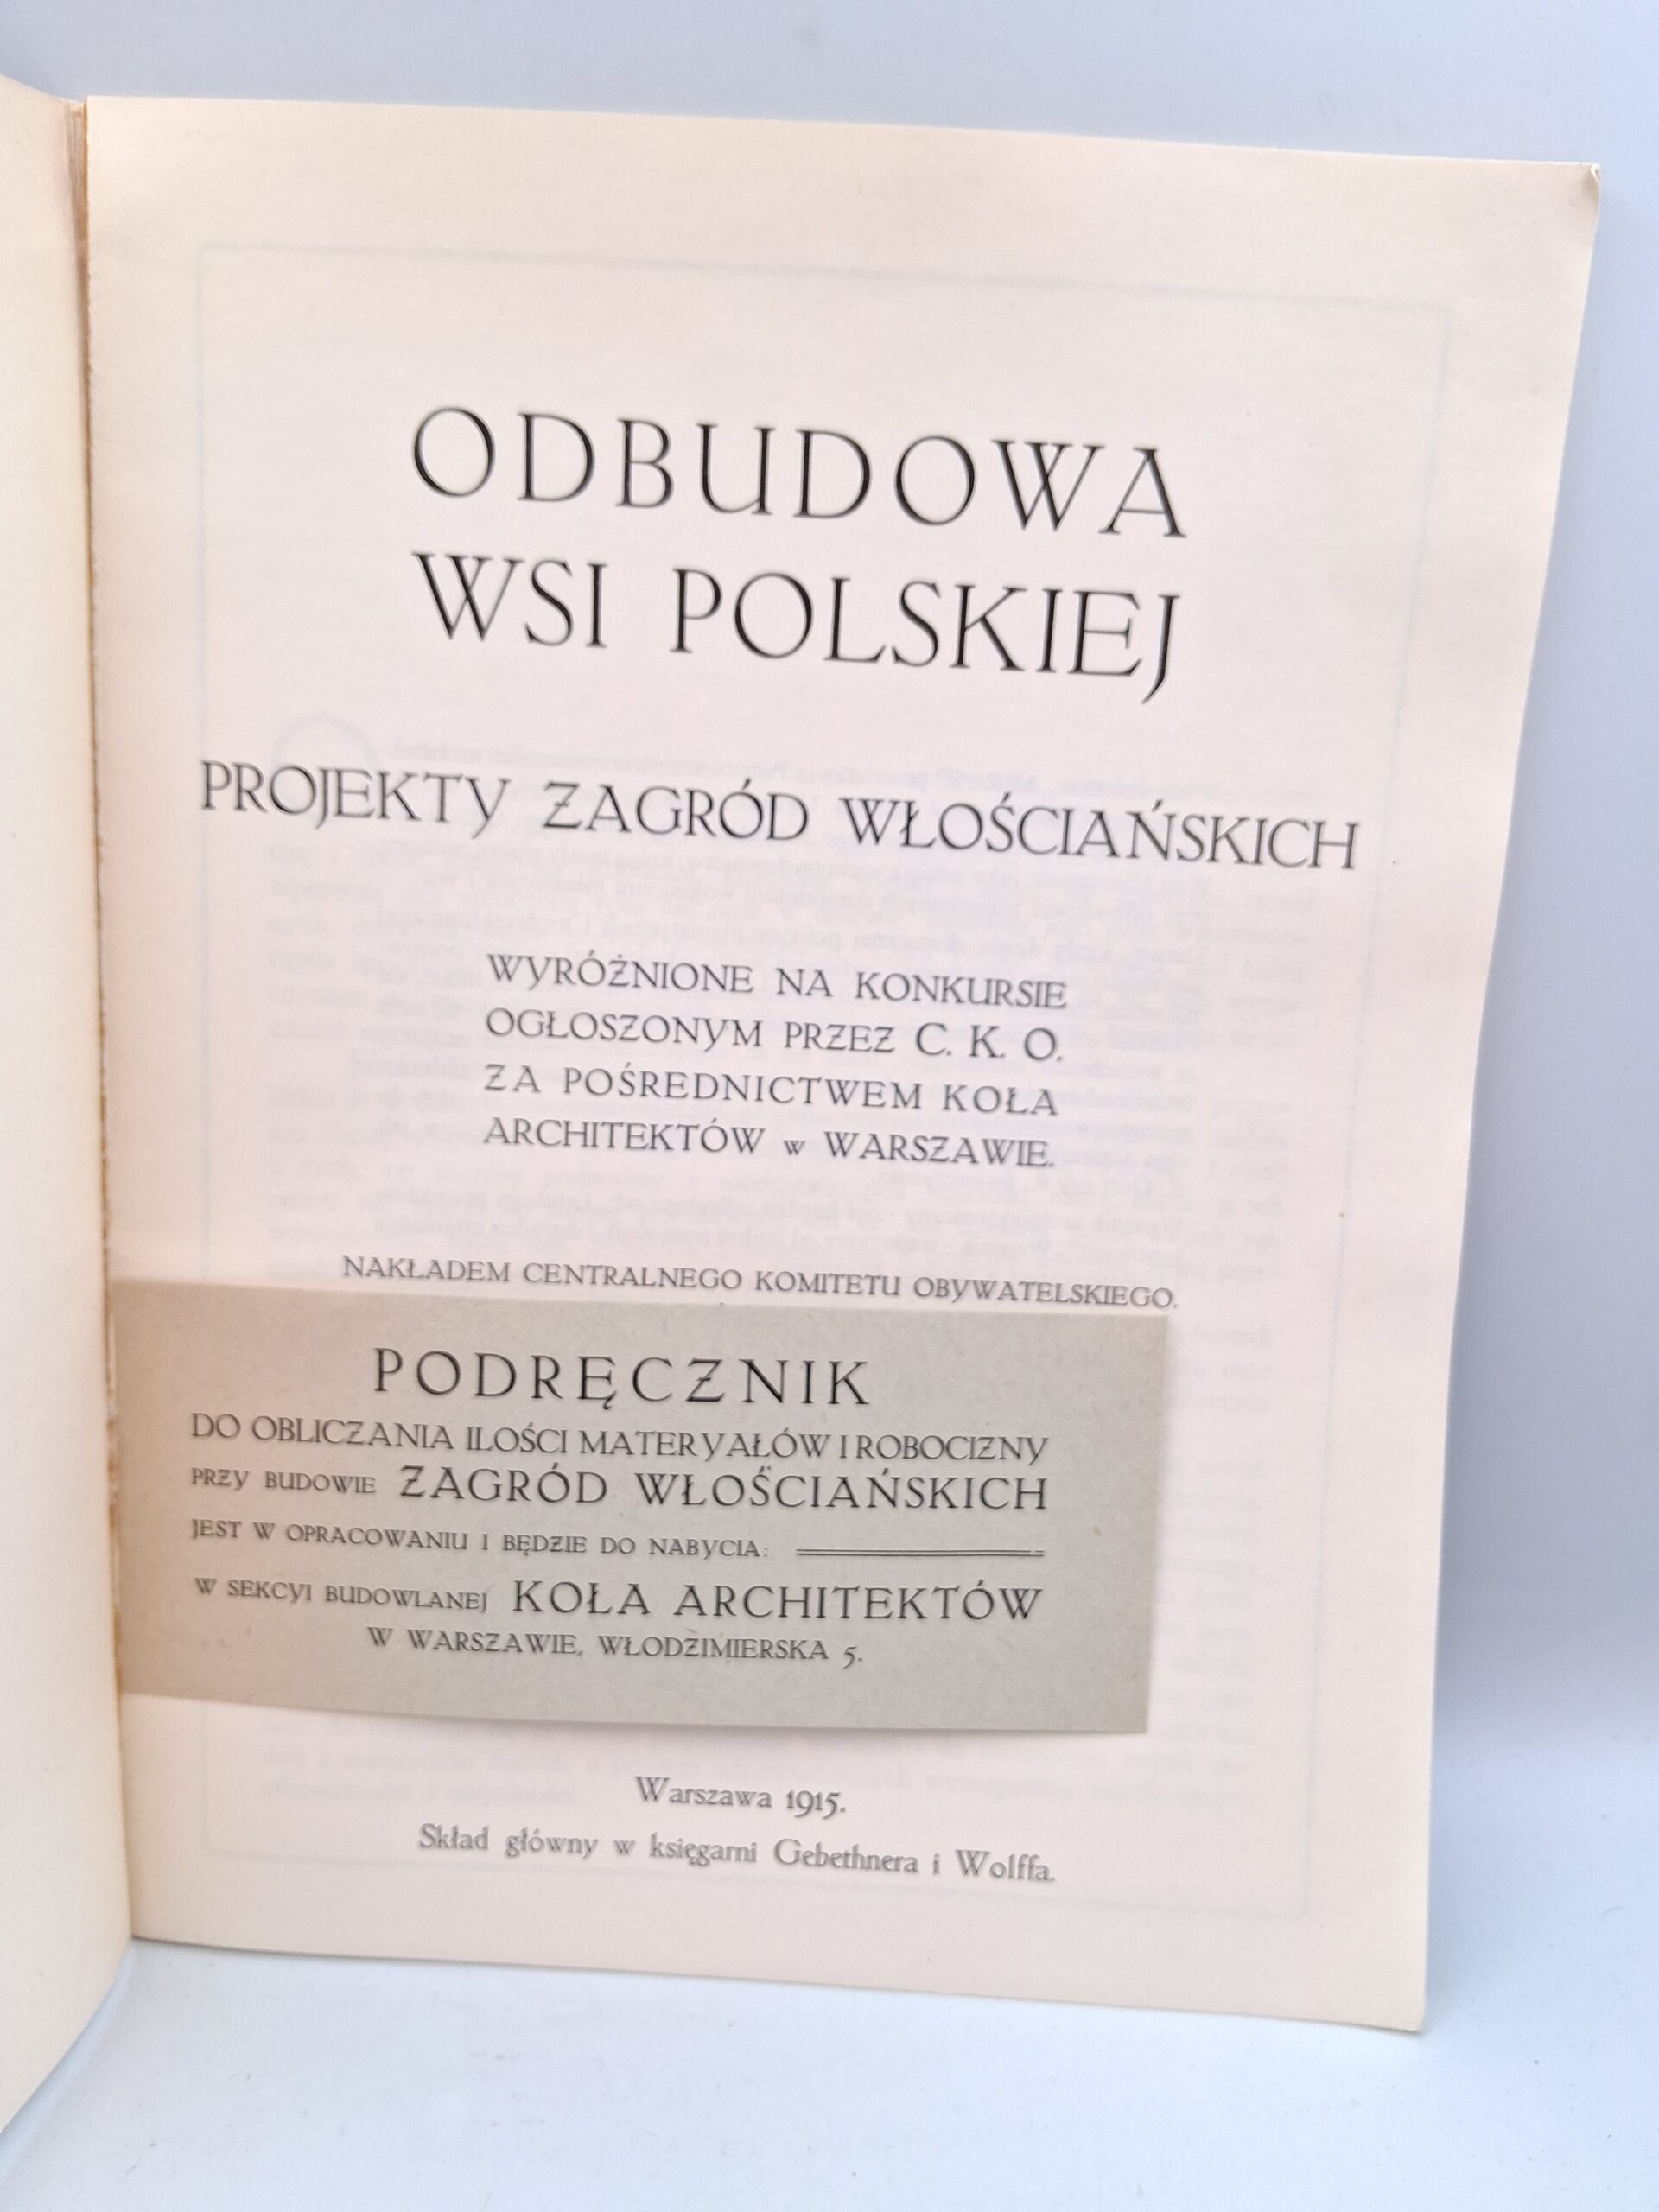 ODBUDOWA
WSI POLSKIEJ
PROJEKTY ZAGRÓD WŁOŚCIAŃSKICH
WYRÓŻNIONE NA KONKURSIE
OGŁOSZONYM PRZEZ C. K. O.
ZA POŚREDNICTWEM KOŁA
ARCHITEKTÓW w WARSZAWIE.
NAKŁADEM CENTRALNEGO KOMITETU OBYWATELSKIEGO.
PODRĘCZNIK
DO OBLICZANIA ILOŚCI MATERYAŁÓW I ROBOCIZNY
PRZY BUDOWIE ZAGRÓD WŁOŚCIAŃSKICH
JEST W OPRACOWANIU I BĘDZIE DO NABYCIA:
W SEKCYI BUDOWLANEJ KOŁA ARCHITEKTÓW
W WARSZAWIE, WŁODZIMIERSKA 5.
Warszawa 1915.
Skład główny w księgarni Gebethnera i Wolffa.